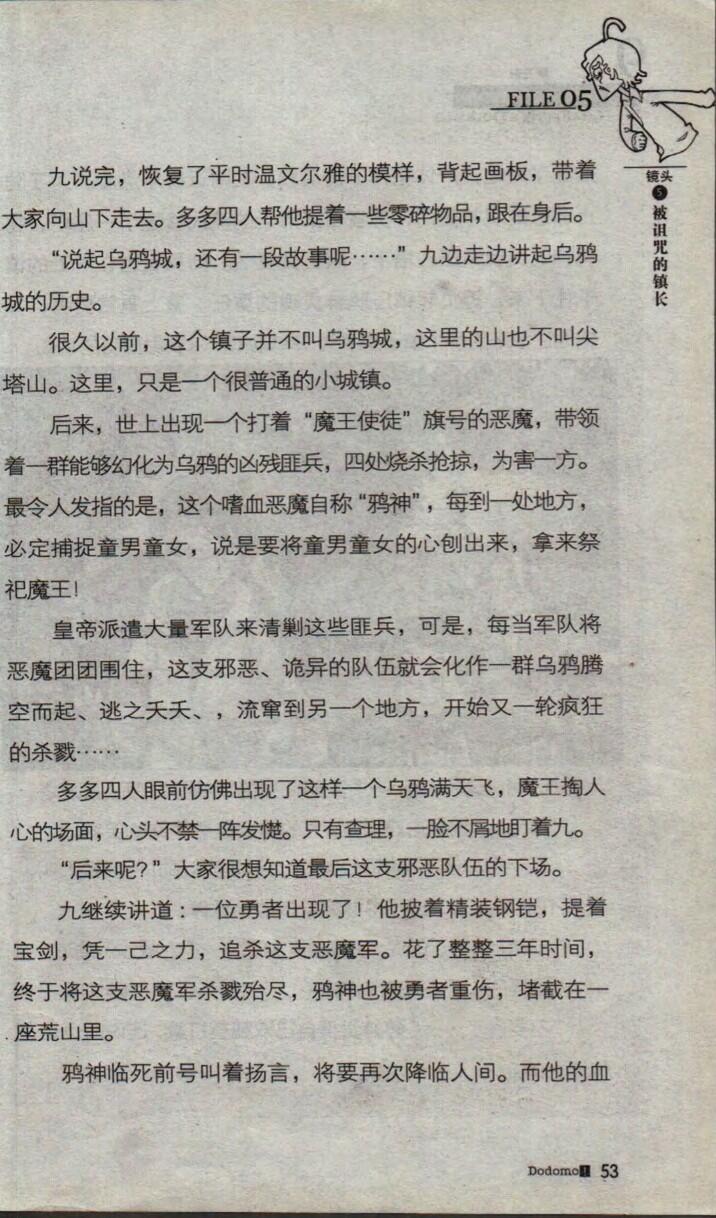 FILE 05
镜头
5
被诅咒的镇长
九说完，恢复了平时温文尔雅的模样，背起画板，带着
大家向山下走去。多多四人帮他提着一些零碎物品，跟在身后。
“说起乌鸦城，还有一段故事呢……”九边走边讲起乌鸦
城的历史。
很久以前，这个镇子并不叫乌鸦城，这里的山也不叫尖
塔山。这里，只是一个很普通的小城镇。
后来，世上出现一个打着“魔王使徒”旗号的恶魔，带领
着一群能够幻化为乌鸦的凶残匪兵，四处烧杀抢掠，为害一方。
最令人发指的是，这个嗜血恶魔自称“鸦神”，每到一处地方，
必定捕捉童男童女，说是要将童男童女的心刨出来，拿来祭
祀魔王！
皇帝派遣大量军队来清剿这些匪兵，可是，每当军队将
恶魔团团围住，这支邪恶、诡异的队伍就会化作一群乌鸦腾
空而起、逃之夭夭、，流窜到另一个地方，开始又一轮疯狂
的杀戮……
多多四人眼前仿佛出现了这样一个乌鸦满天飞，魔王掏人
心的场面，心头不禁一阵发憷。只有查理，一脸不屑地盯着九。
“后来呢？”大家很想知道最后这支邪恶队伍的下场。
九继续讲道：一位勇者出现了！他披着精装钢铠，提着
宝剑，凭一己之力，追杀这支恶魔军。花了整整三年时间，
终于将这支恶魔军杀戮殆尽，鸦神也被勇者重伤，堵截在一
座荒山里。
鸦神临死前号叫着扬言，将要再次降临人间。而他的血
Dodomo1 53